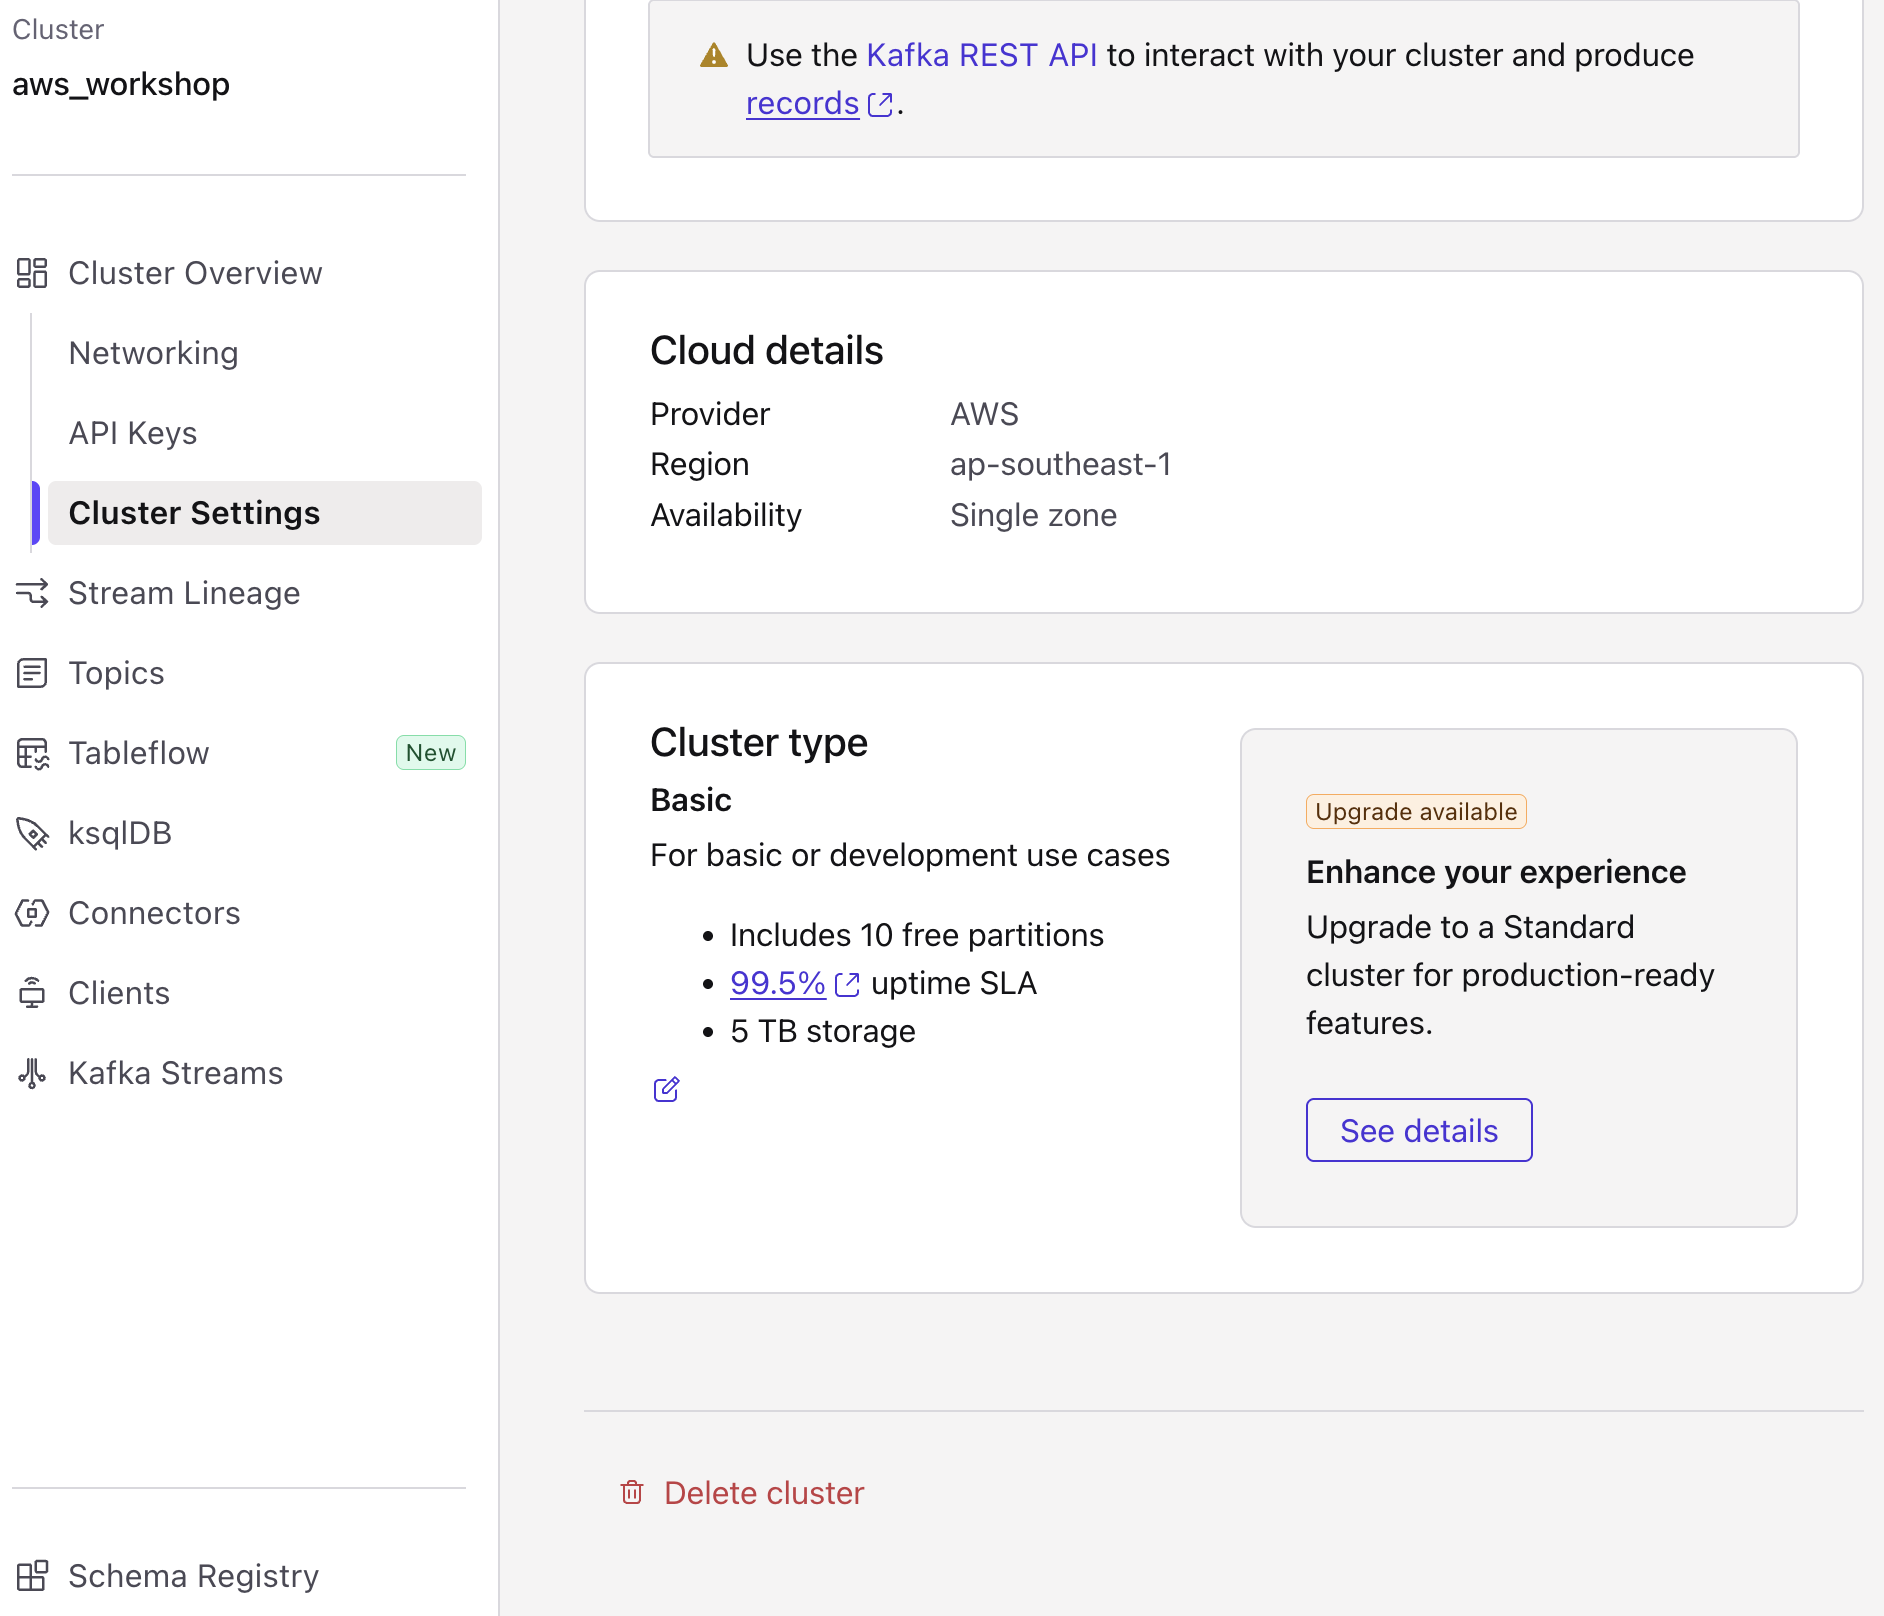 Cluster
aws_workshop
Cluster Overview
Networking
API Keys
Cluster Settings
Stream Lineage
Topics
Tableflow New
ksqlDB
Connectors
Clients
Kafka Streams
Schema Registry
Use the Kafka REST API to interact with your cluster and produce
records.
Cloud details
Provider AWS
Region ap-southeast-1
Availability Single zone
Cluster type
Basic
For basic or development use cases
• Includes 10 free partitions
• 99.5% uptime SLA
• 5 TB storage
Upgrade available
Enhance your experience
Upgrade to a Standard
cluster for production-ready
features.
See details
Delete cluster